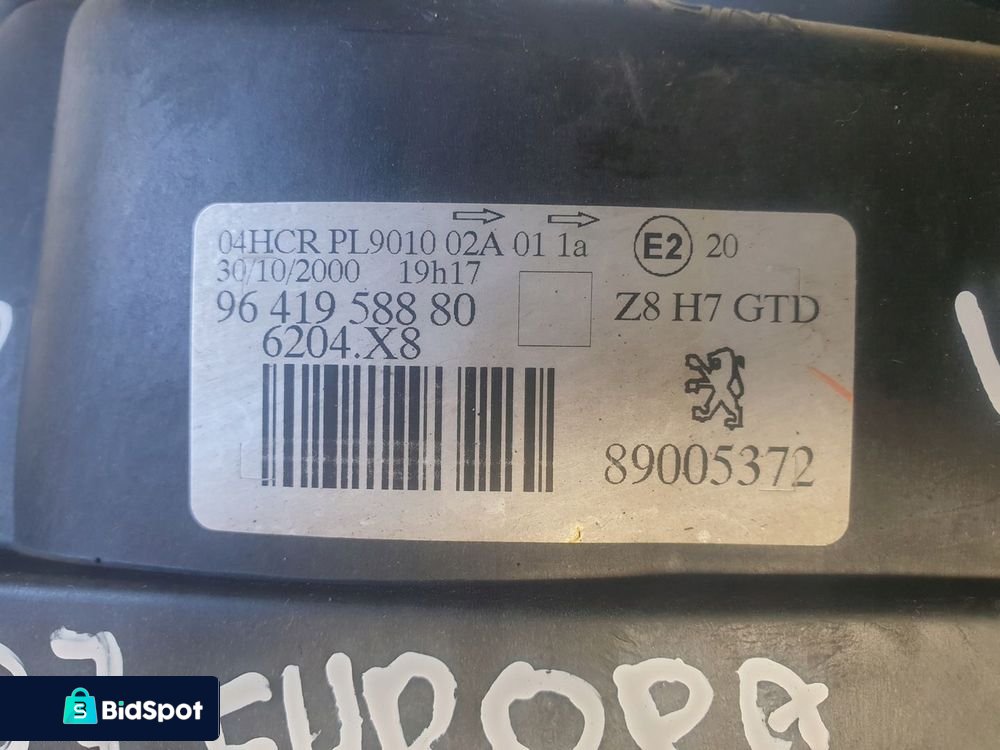 04HCR PL9010 02A 01 1a E2 20
30/10/2000 19h17
96 419 588 80 Z8 H7 GTD
6204.X8
89005372
EUROPA
BidSpot